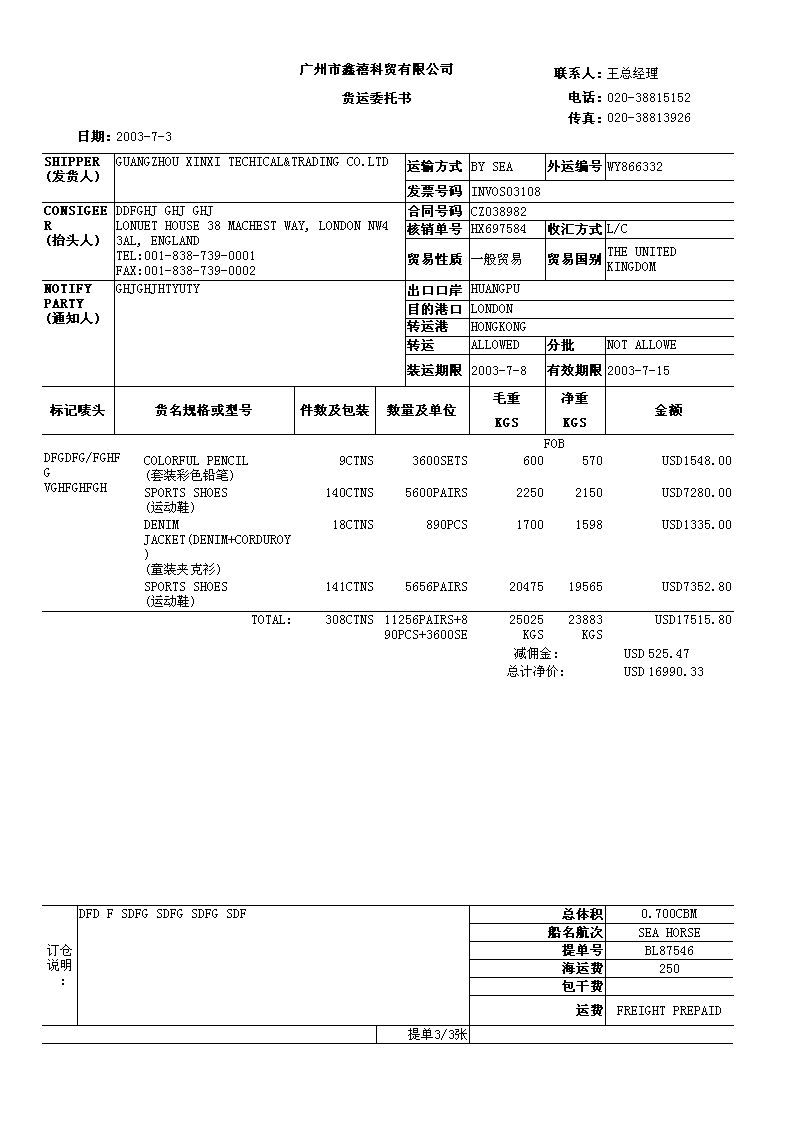 广州市鑫禧科贸有限公司
联系人：王总经理
货运委托书
电话：020-38815152
传真：020-38813926
日期：2003-7-3
SHIPPER
(发货人)
GUANGZHOU XINXI TECHICAL&TRADING CO.LTD
运输方式 BY SEA 外运编号 WY866332
发票号码 INVOS03108
CONSIGEE
R
(抬头人)
DDFGHJ GHJ GHJ
LONUET HOUSE 38 MACHEST WAY, LONDON NW4
3AL, ENGLAND
TEL:001-838-739-0001
FAX:001-838-739-0002
合同号码 CZ038982
核销单号 HX697584 收汇方式 L/C
贸易性质 一般贸易 贸易国别 THE UNITED
KINGDOM
NOTIFY
PARTY
(通知人)
GHJGHJHTYUTY
出口口岸 HUANGPU
目的港口 LONDON
转运港 HONGKONG
转运 ALLOWED 分批 NOT ALLOWE
装运期限 2003-7-8 有效期限 2003-7-15
标记唛头 货名规格或型号 件数及包装 数量及单位 毛重 净重 金额
KGS KGS
FOB
DFGDFG/FGHF
G
VGHFGHFGH
COLORFUL PENCIL 9CTNS 3600SETS 600 570 USD1548.00
(套装彩色铅笔)
SPORTS SHOES 140CTNS 5600PAIRS 2250 2150 USD7280.00
(运动鞋)
DENIM 18CTNS 890PCS 1700 1598 USD1335.00
JACKET(DENIM+CORDUROY
)
(童装夹克衫)
SPORTS SHOES 141CTNS 5656PAIRS 20475 19565 USD7352.80
(运动鞋)
TOTAL: 308CTNS 11256PAIRS+8 25025 23883 USD17515.80
90PCS+3600SE KGS KGS
减佣金： USD 525.47
总计净价： USD 16990.33
订仓
说明
：
DFD F SDFG SDFG SDFG SDF
总体积 0.700CBM
船名航次 SEA HORSE
提单号 BL87546
海运费 250
包干费
运费 FREIGHT PREPAID
提单3/3张